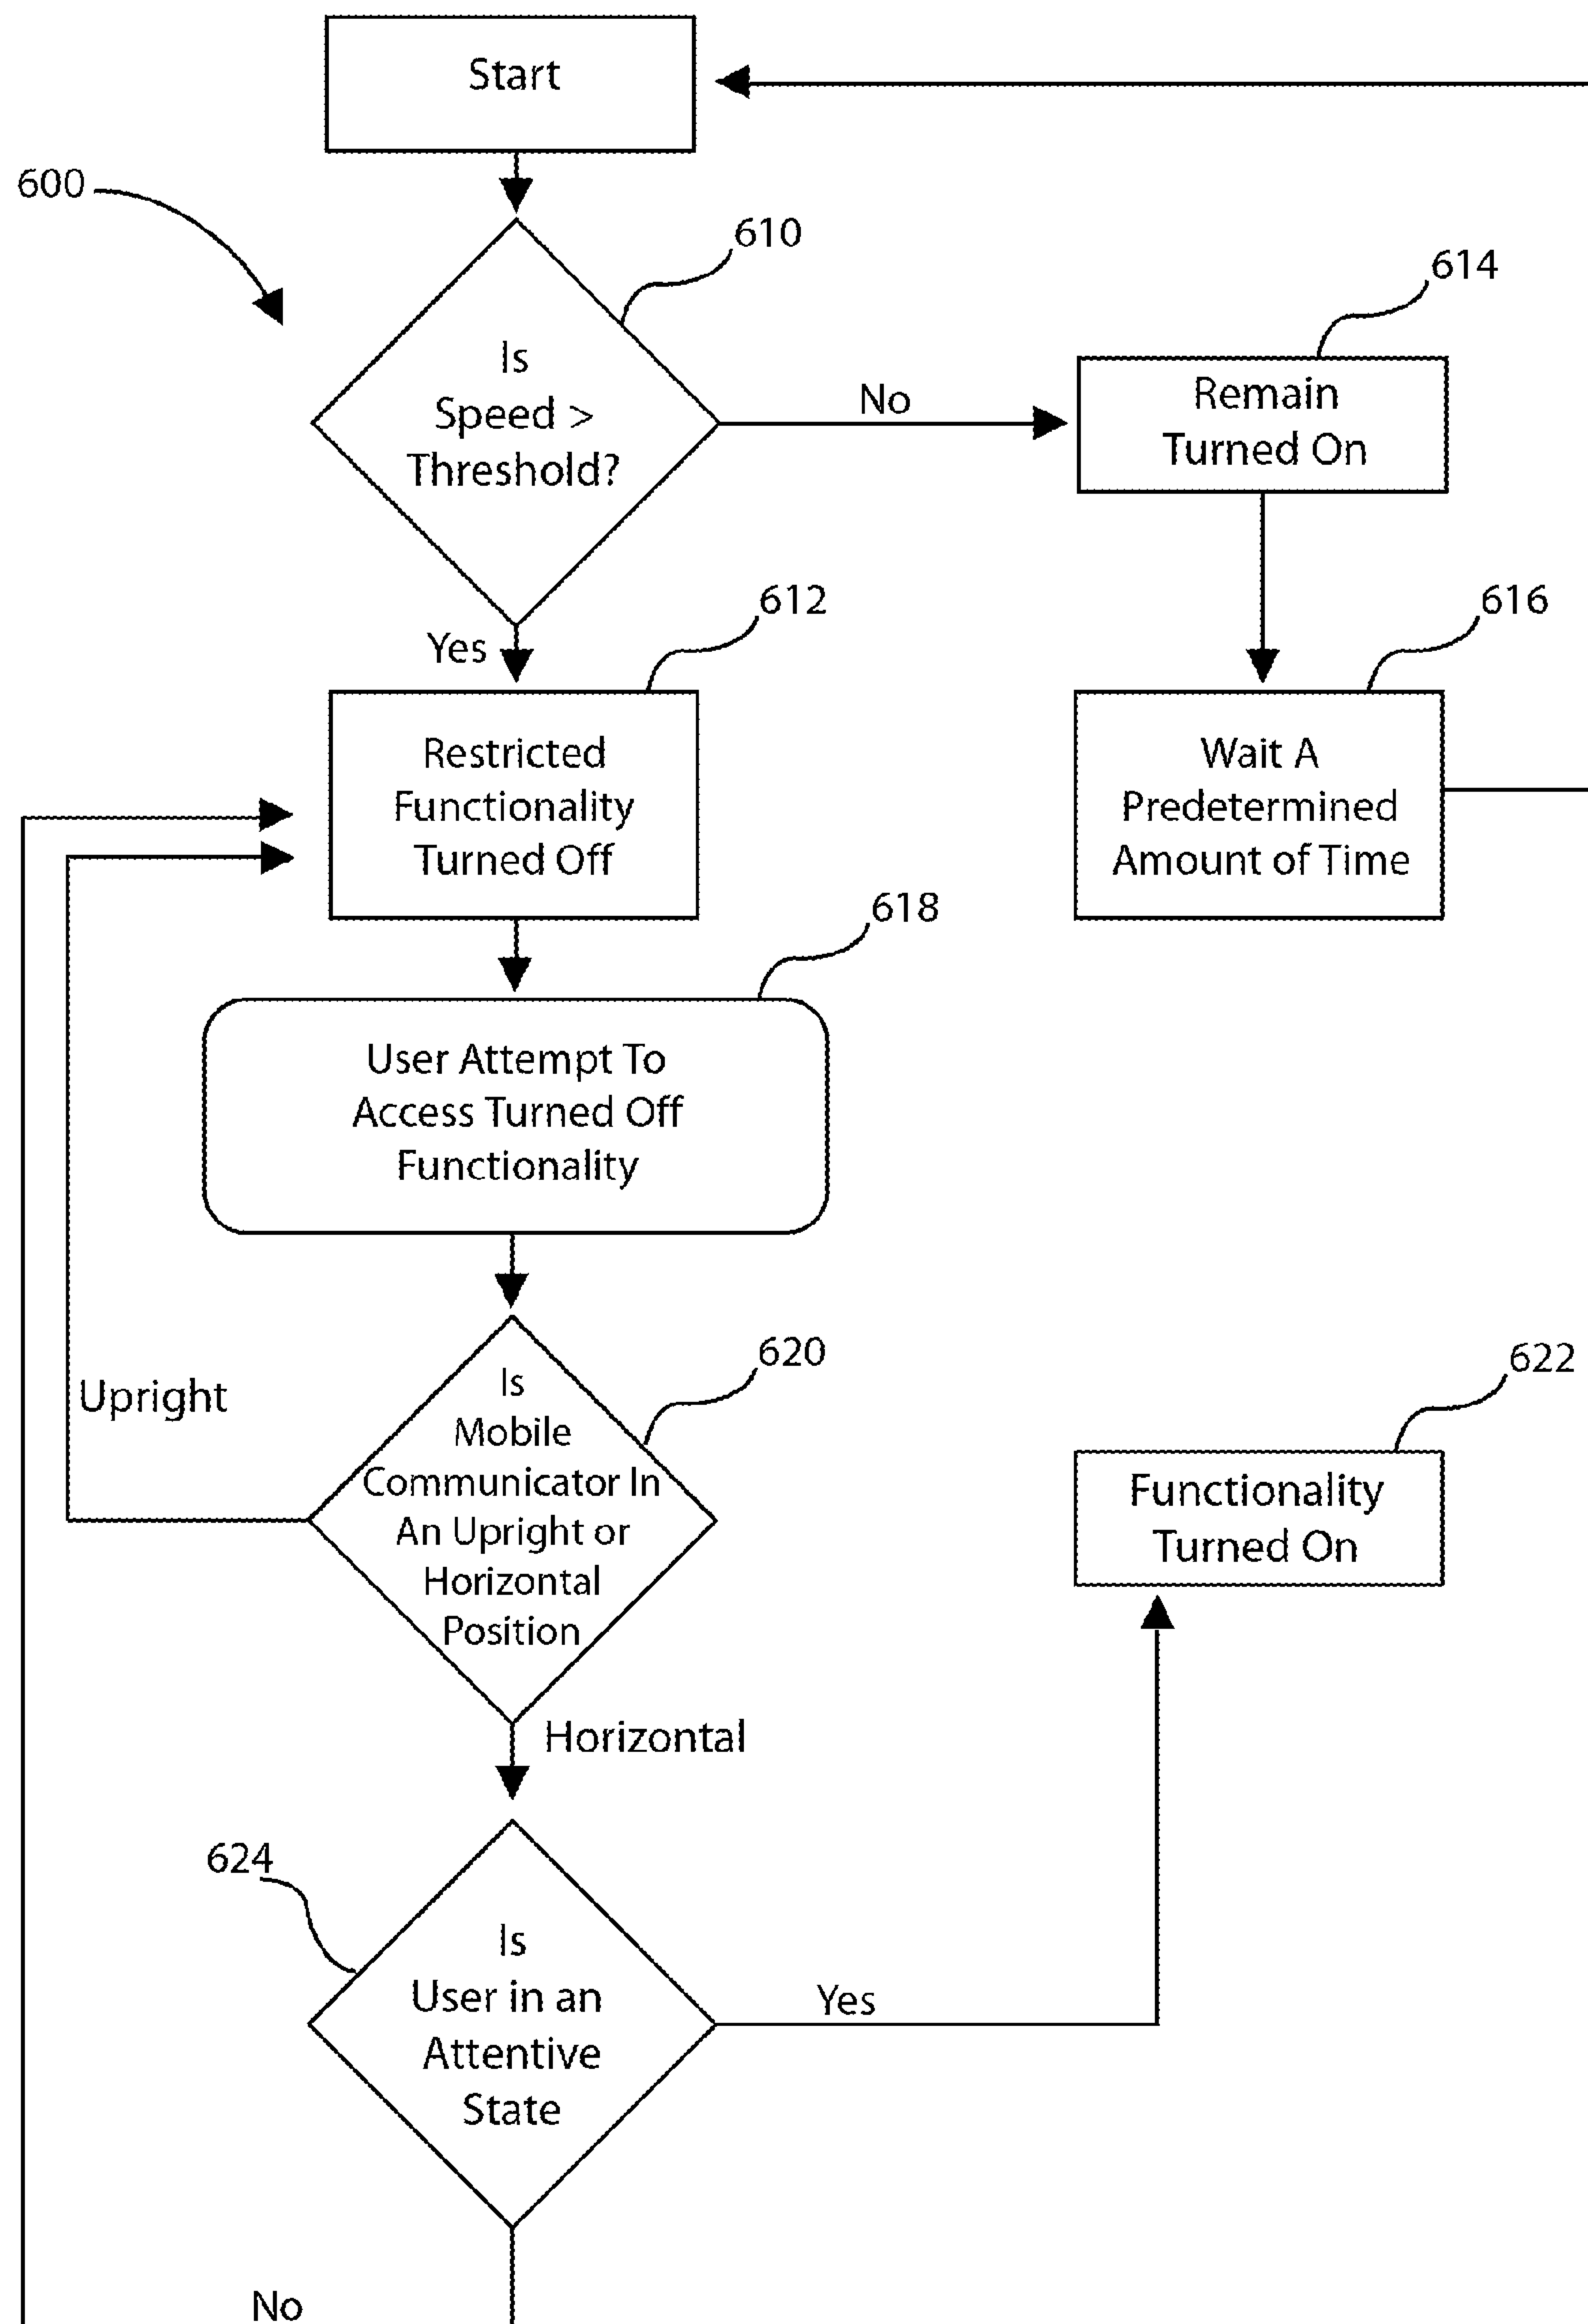 Start
600
610
Is
Speed >
Threshold?
No
614
Remain
Turned On
Yes
612
616
Restricted
Functionality
Turned Off
Wait A
Predetermined
Amount of Time
618
User Attempt To
Access Turned Off
Functionality
620
Is
Mobile
Communicator In
An Upright or
Horizontal
Position
Upright
622
Functionality
Turned On
Horizontal
624
Is
User in an
Attentive
State
Yes
No